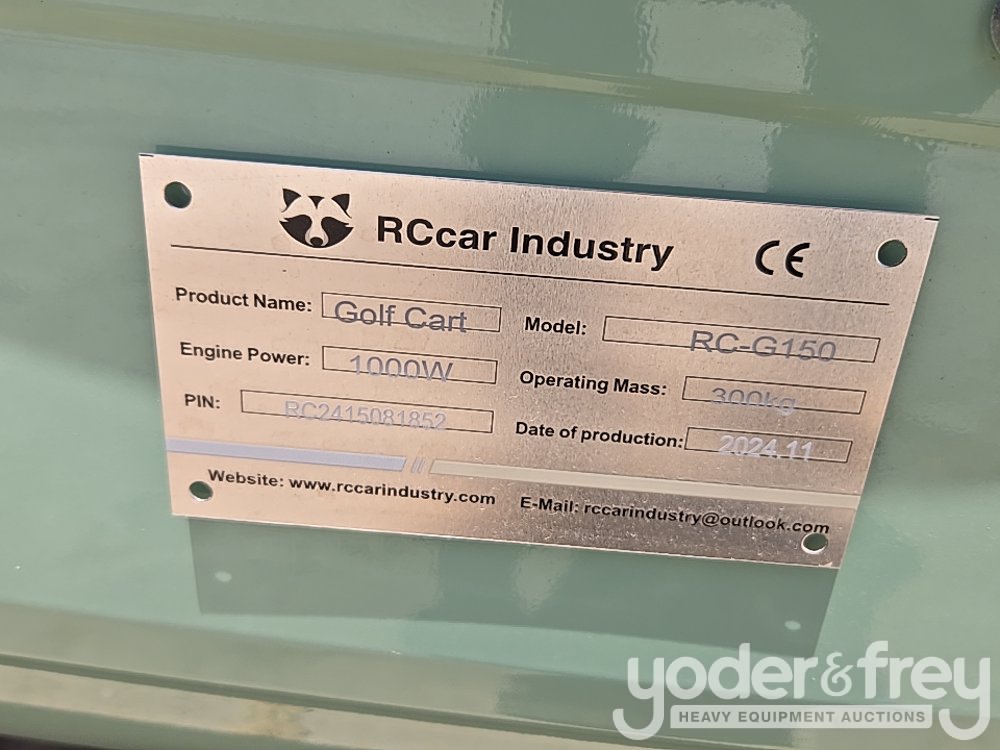 RCcar Industry CE
Product Name: Golf Cart Model: RC-G150
Engine Power: 1000W Operating Mass: 300kg
PIN: RC2415081852 Date of production: 2024.11
Website: www.rccarindustry.com E-Mail: rccarindustry@outlook.com
yoder&frey
HEAVY EQUIPMENT AUCTIONS